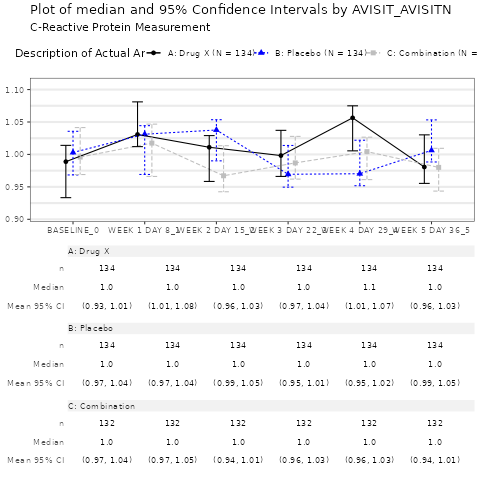 Plot of median and 95% Confidence Intervals by AVISIT_AVISITN
C-Reactive Protein Measurement
Description of Actual Ar A: Drug X (N = 134) B: Placebo (N = 134) C: Combination (N =
1.10
1.05
1.00
0.95
0.90
BASELINE_0 WEEK 1 DAY 8_1 WEEK 2 DAY 15_2 WEEK 3 DAY 22_3 WEEK 4 DAY 29_4 WEEK 5 DAY 36_5
A: Drug X
n 134 134 134 134 134 134
Median 1.0 1.0 1.0 1.0 1.1 1.0
Mean 95% CI (0.93, 1.01) (1.01, 1.08) (0.96, 1.03) (0.97, 1.04) (1.01, 1.07) (0.96, 1.03)
B: Placebo
n 134 134 134 134 134 134
Median 1.0 1.0 1.0 1.0 1.0 1.0
Mean 95% CI (0.97, 1.04) (0.97, 1.04) (0.99, 1.05) (0.95, 1.01) (0.95, 1.02) (0.99, 1.05)
C: Combination
n 132 132 132 132 132 132
Median 1.0 1.0 1.0 1.0 1.0 1.0
Mean 95% CI (0.97, 1.04) (0.97, 1.05) (0.94, 1.01) (0.96, 1.03) (0.96, 1.03) (0.94, 1.01)